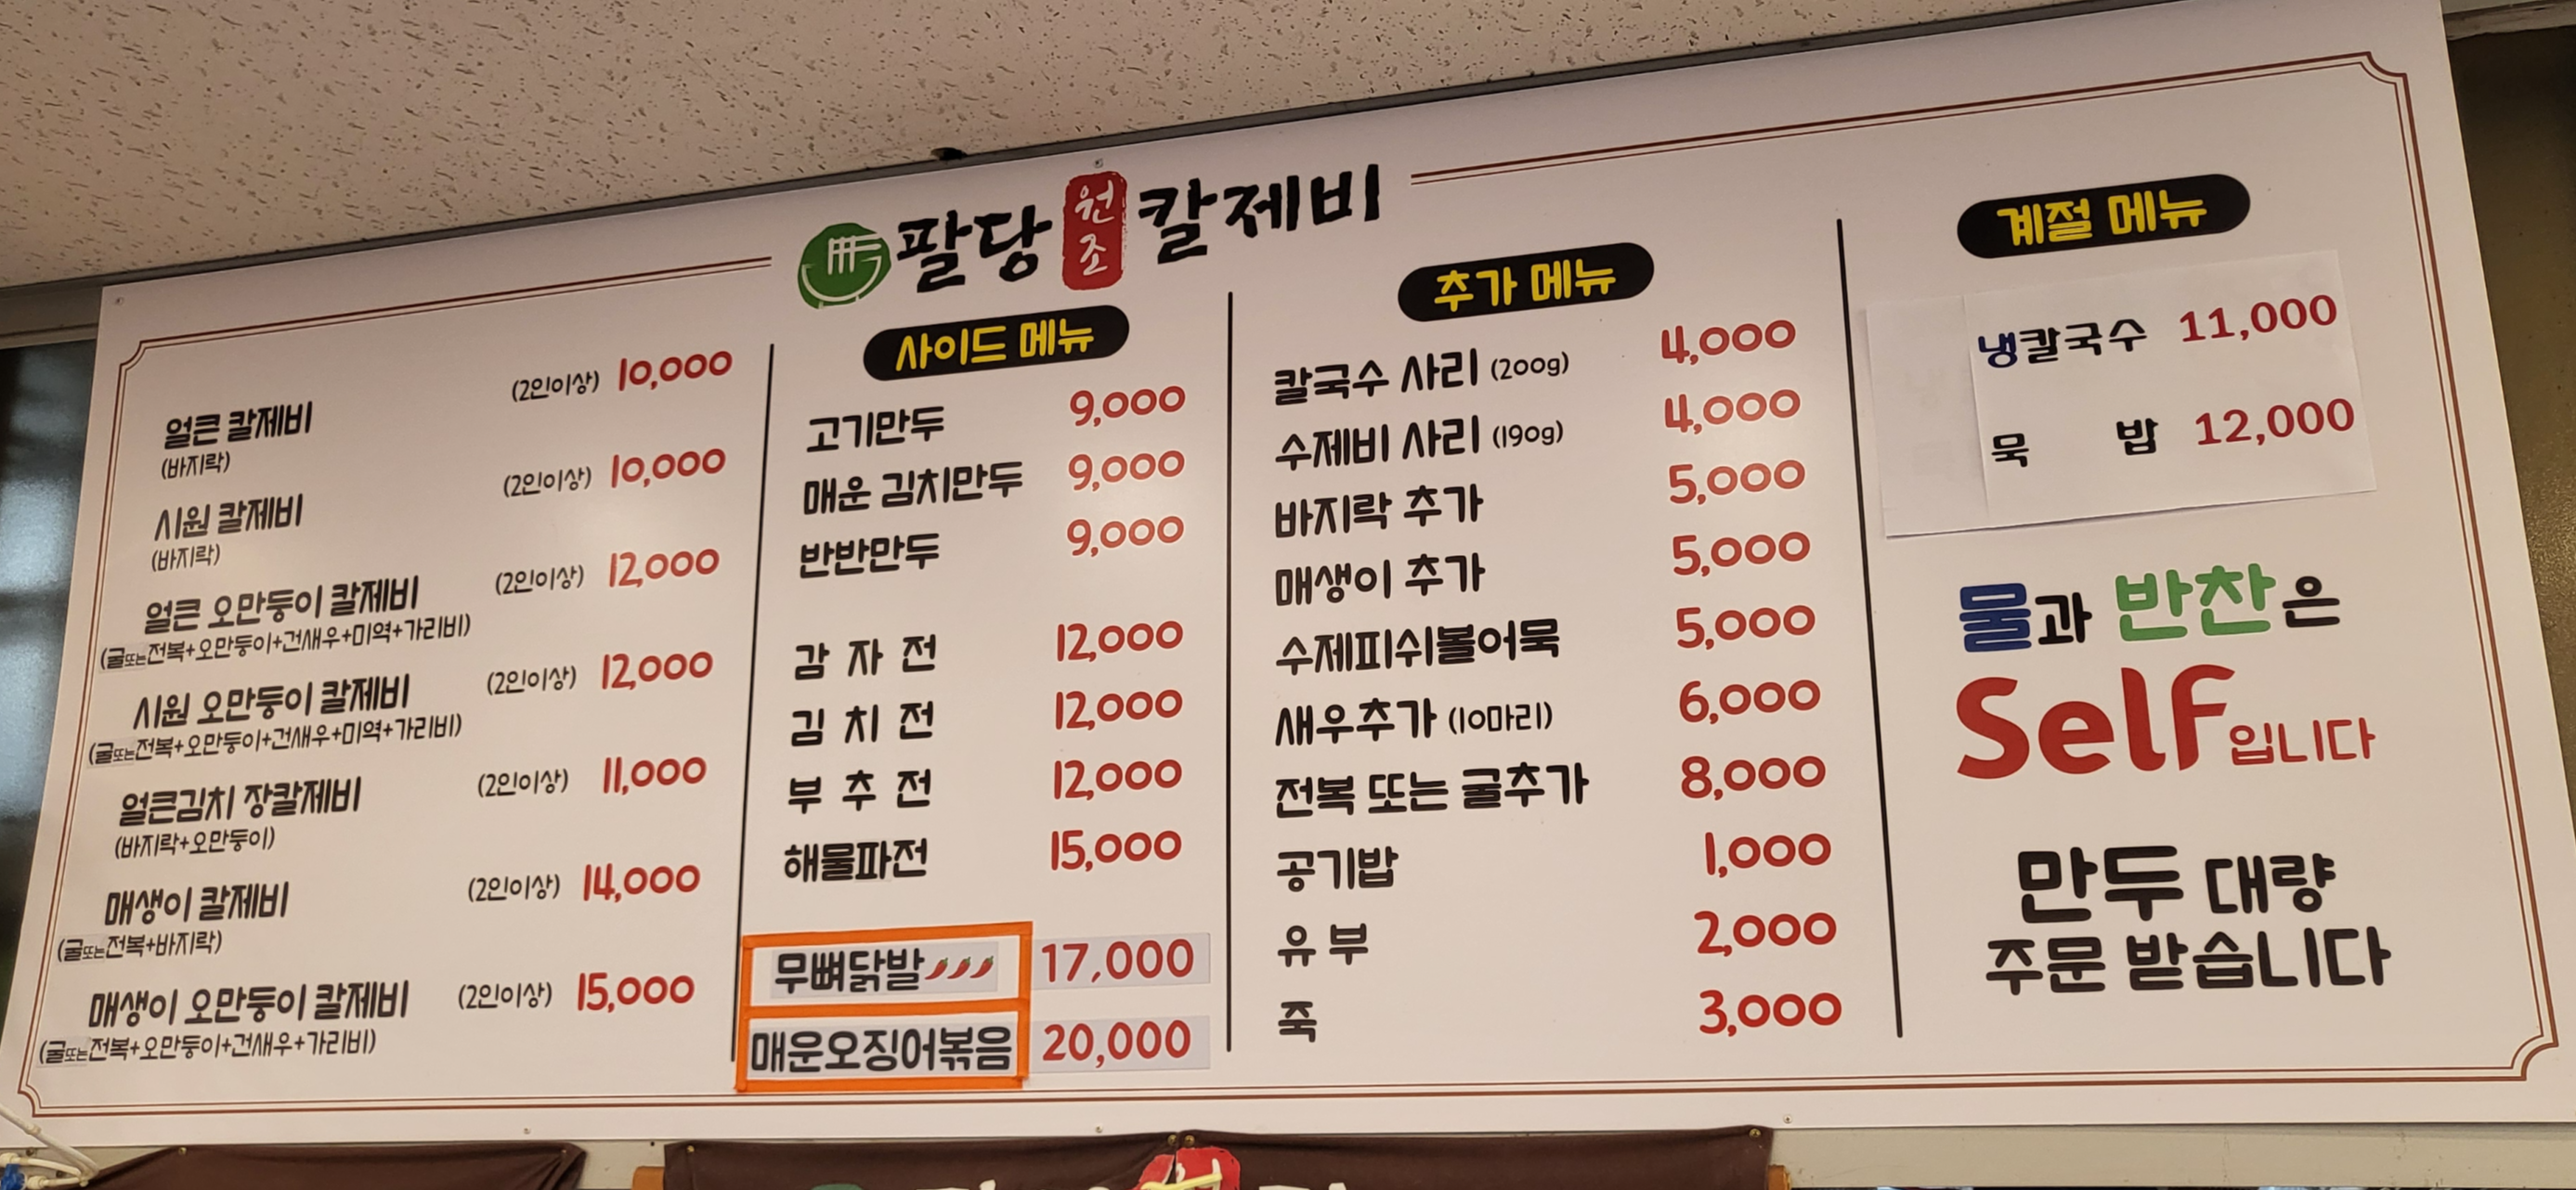 팔당 원조 칼제비
얼큰 칼제비 (2인이상) 10,000
(바지락)
시원 칼제비 (2인이상) 10,000
(바지락)
얼큰 오만둥이 칼제비 (2인이상) 12,000
(굴또는전복+오만둥이+건새우+미역+가리비)
시원 오만둥이 칼제비 (2인이상) 12,000
(굴또는전복+오만둥이+건새우+미역+가리비)
얼큰김치 장칼제비 (2인이상) 11,000
(바지락+오만둥이)
매생이 칼제비 (2인이상) 14,000
(굴또는전복+바지락)
매생이 오만둥이 칼제비 (2인이상) 15,000
(굴또는전복+오만둥이+건새우+가리비)
사이드 메뉴
고기만두 9,000
매운 김치만두 9,000
반반만두 9,000
감 자 전 12,000
김 치 전 12,000
부 추 전 12,000
해물파전 15,000
무뼈닭발 17,000
매운오징어볶음 20,000
추가 메뉴
칼국수 사리 (200g) 4,000
수제비 사리 (190g) 4,000
바지락 추가 5,000
매생이 추가 5,000
수제피쉬볼어묵 5,000
새우추가 (10마리) 6,000
전복 또는 굴추가 8,000
공기밥 1,000
유 부 2,000
죽 3,000
계절 메뉴
냉칼국수 11,000
묵 밥 12,000
물과 반찬은
Self입니다
만두 대량
주문 받습니다